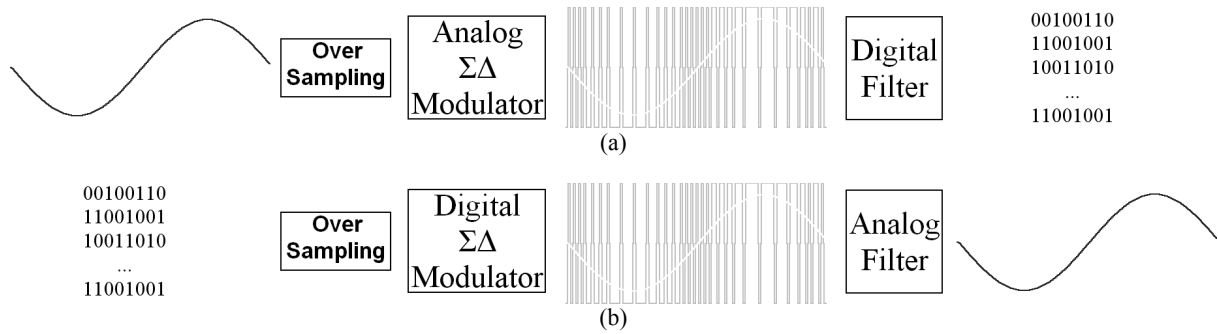 Over
Sampling
Analog
ΣΔ
Modulator
Digital
Filter
00100110
11001001
10011010
...
11001001
(a)
00100110
11001001
10011010
...
11001001
Over
Sampling
Digital
ΣΔ
Modulator
Analog
Filter
(b)